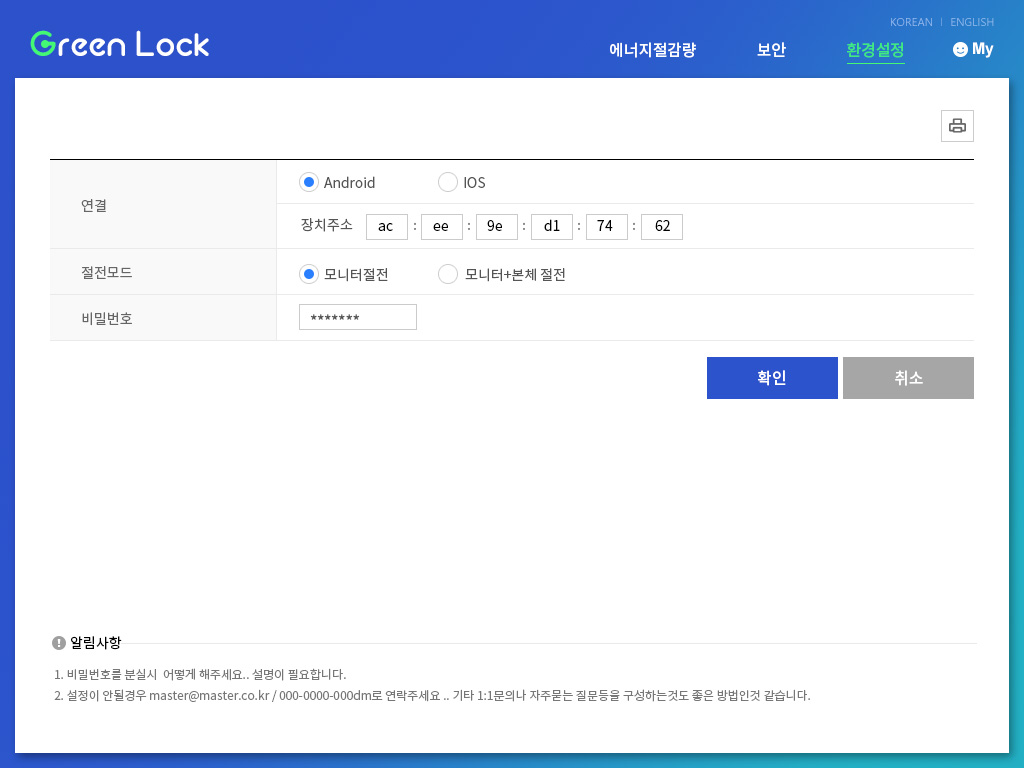 KOREAN | ENGLISH
Green Lock
에너지절감량 보안 환경설정 My
연결
Android IOS
장치주소 ac : ee : 9e : d1 : 74 : 62
절전모드 모니터절전 모니터+본체 절전
비밀번호 *******
확인 취소
알림사항
1. 비밀번호를 분실시 어떻게 해주세요.. 설명이 필요합니다.
2. 설정이 안될경우 master@master.co.kr / 000-0000-000dm로 연락주세요 .. 기타 1:1문의나 자주묻는 질문등을 구성하는것도 좋은 방법인것 같습니다.